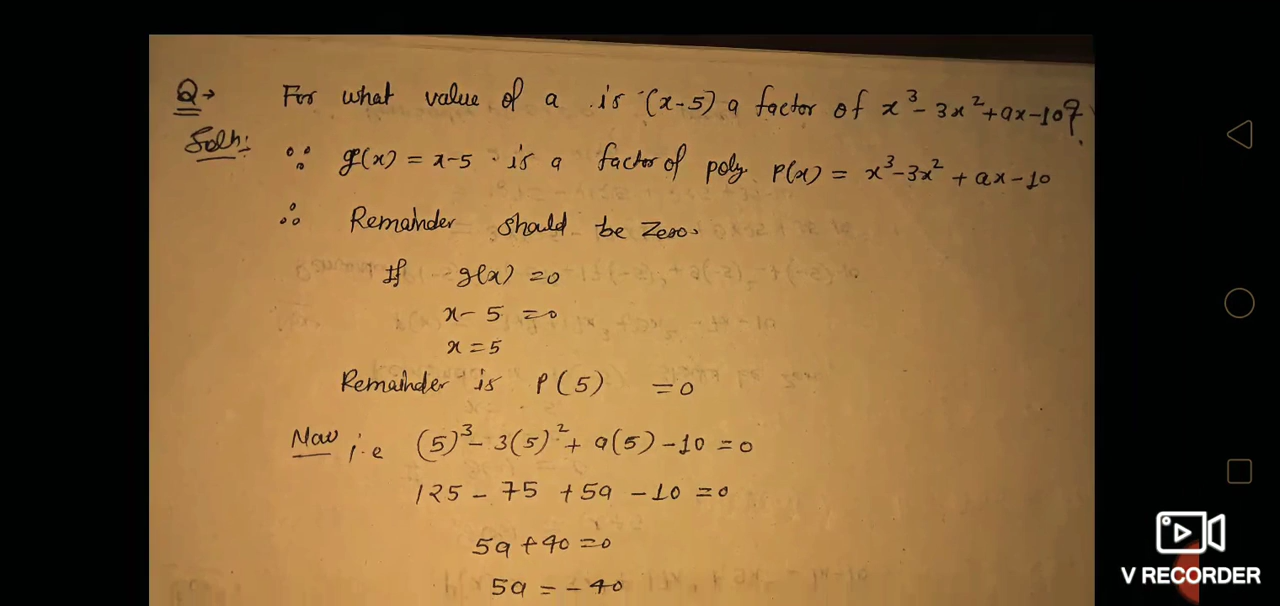 Q→ For what value of a is (x-5) a factor of x³-3x²+ax-10?
Soln:- ∵ g(x) = x-5 is a factor of poly P(x) = x³-3x²+ax-10
∴ Remainder should be Zero.
If g(x) =0
x- 5 =0
x =5
Remainder is P(5) =0
Now i.e (5)³- 3(5)²+ a(5) -10 =0
125 - 75 +5a -10 =0
5a +40 =0
5a = -40
V RECORDER